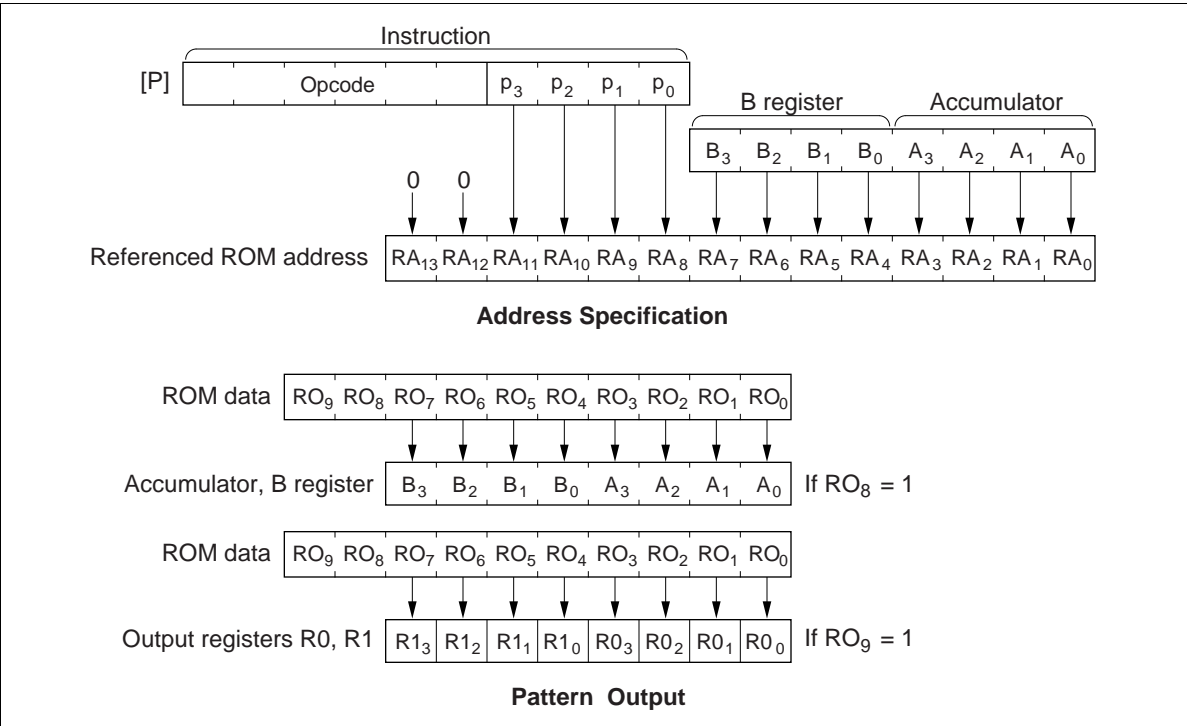 Instruction
[P] Opcode p3 p2 p1 p0
B register Accumulator
B3 B2 B1 B0 A3 A2 A1 A0
0 0
Referenced ROM address RA13 RA12 RA11 RA10 RA9 RA8 RA7 RA6 RA5 RA4 RA3 RA2 RA1 RA0
Address Specification
ROM data RO9 RO8 RO7 RO6 RO5 RO4 RO3 RO2 RO1 RO0
Accumulator, B register B3 B2 B1 B0 A3 A2 A1 A0 If RO8 = 1
ROM data RO9 RO8 RO7 RO6 RO5 RO4 RO3 RO2 RO1 RO0
Output registers R0, R1 R13 R12 R11 R10 R03 R02 R01 R00 If RO9 = 1
Pattern Output